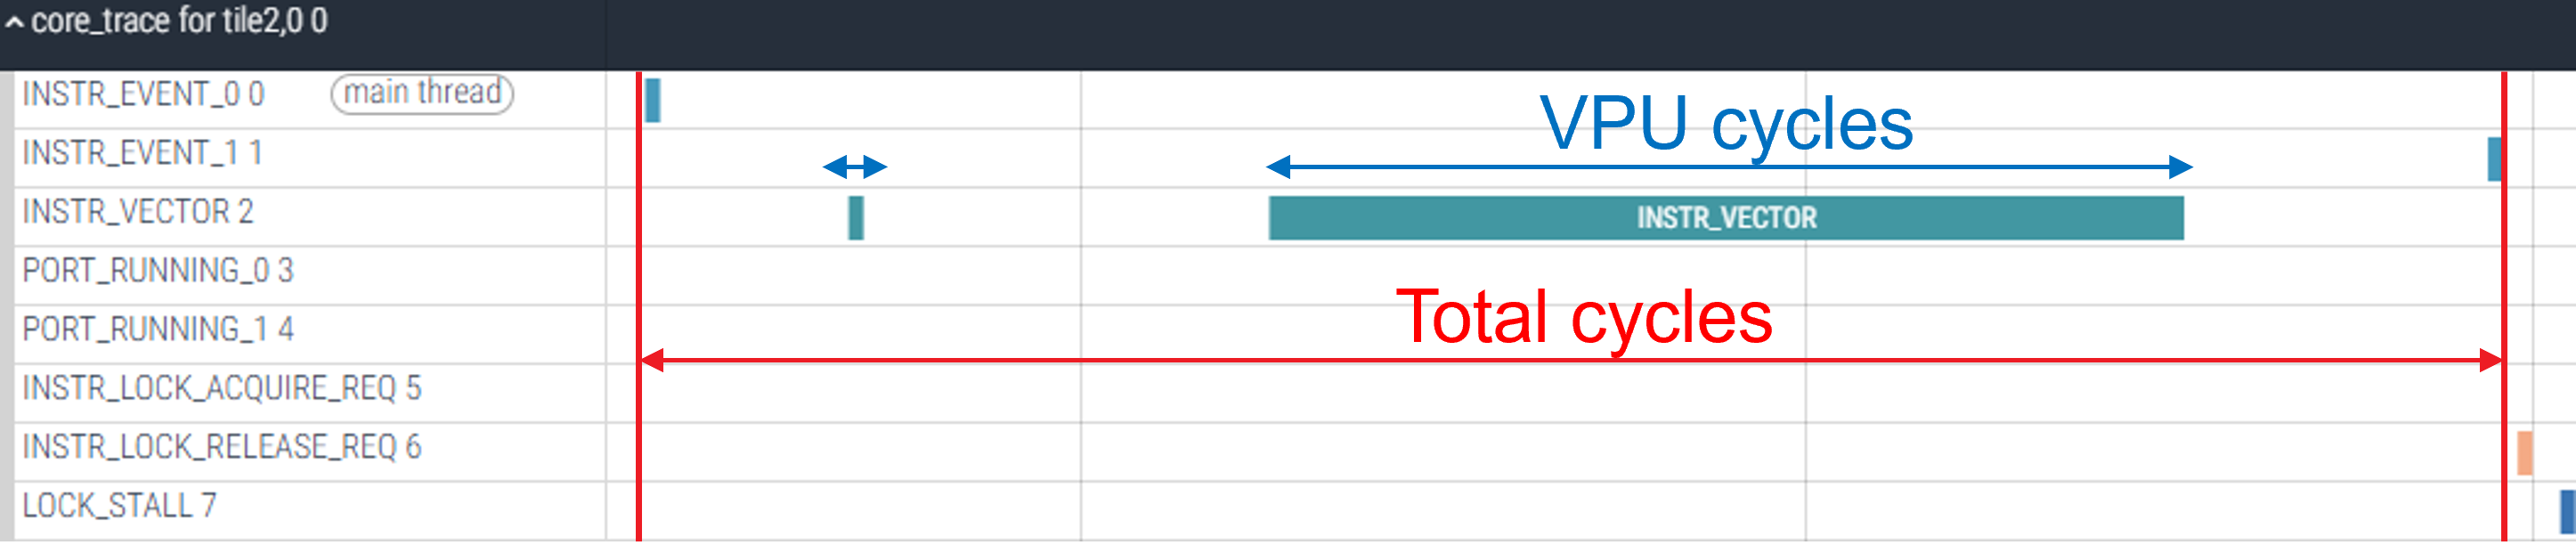 core_trace for tile2,0 0
INSTR_EVENT_0 0 main thread
VPU cycles
INSTR_EVENT_1 1
INSTR_VECTOR 2
INSTR_VECTOR
PORT_RUNNING_0 3
Total cycles
PORT_RUNNING_1 4
INSTR_LOCK_ACQUIRE_REQ 5
INSTR_LOCK_RELEASE_REQ 6
LOCK_STALL 7